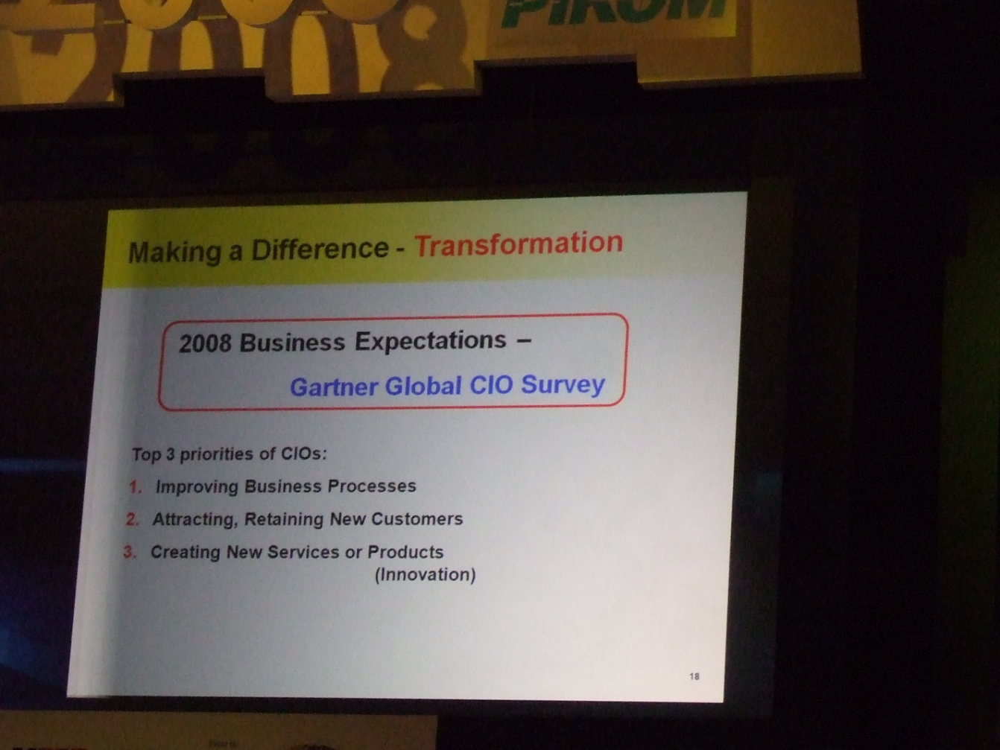 2008
PIKOM
Making a Difference - Transformation
2008 Business Expectations –
Gartner Global CIO Survey
Top 3 priorities of CIOs:
1. Improving Business Processes
2. Attracting, Retaining New Customers
3. Creating New Services or Products
(Innovation)
18